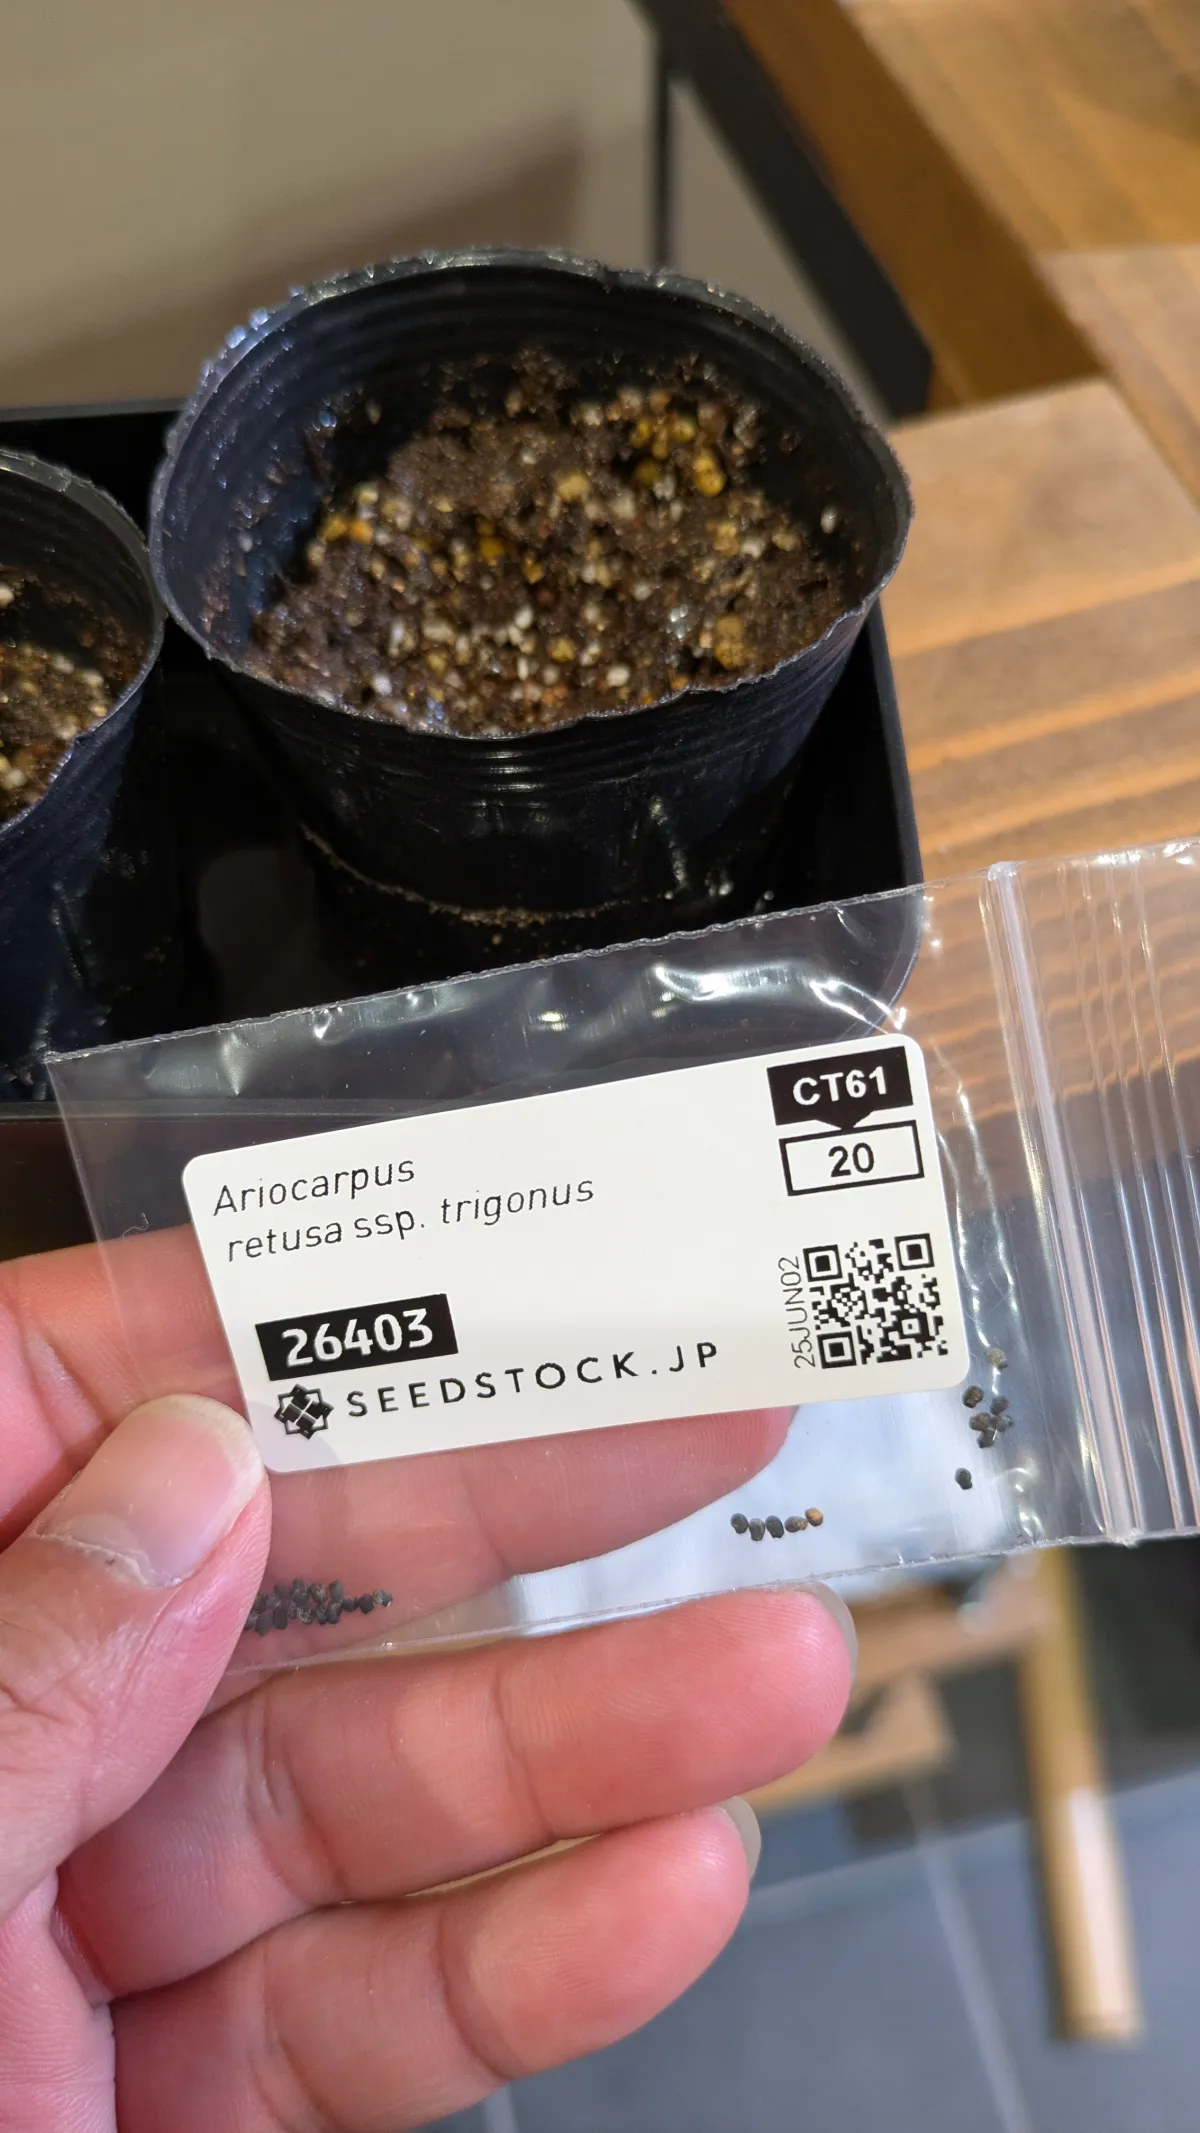 Ariocarpus
retusa ssp. trigonus
CT61
20
26403
SEEDSTOCK.JP
25JUN02